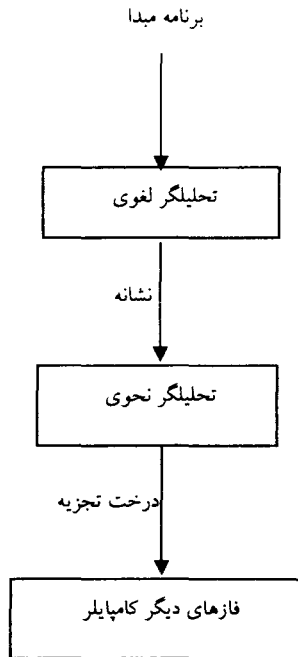 برنامه مبدا
تحلیلگر لغوی
نشانه
تحلیلگر نحوی
درخت تجزیه
فازهای دیگر کامپایلر